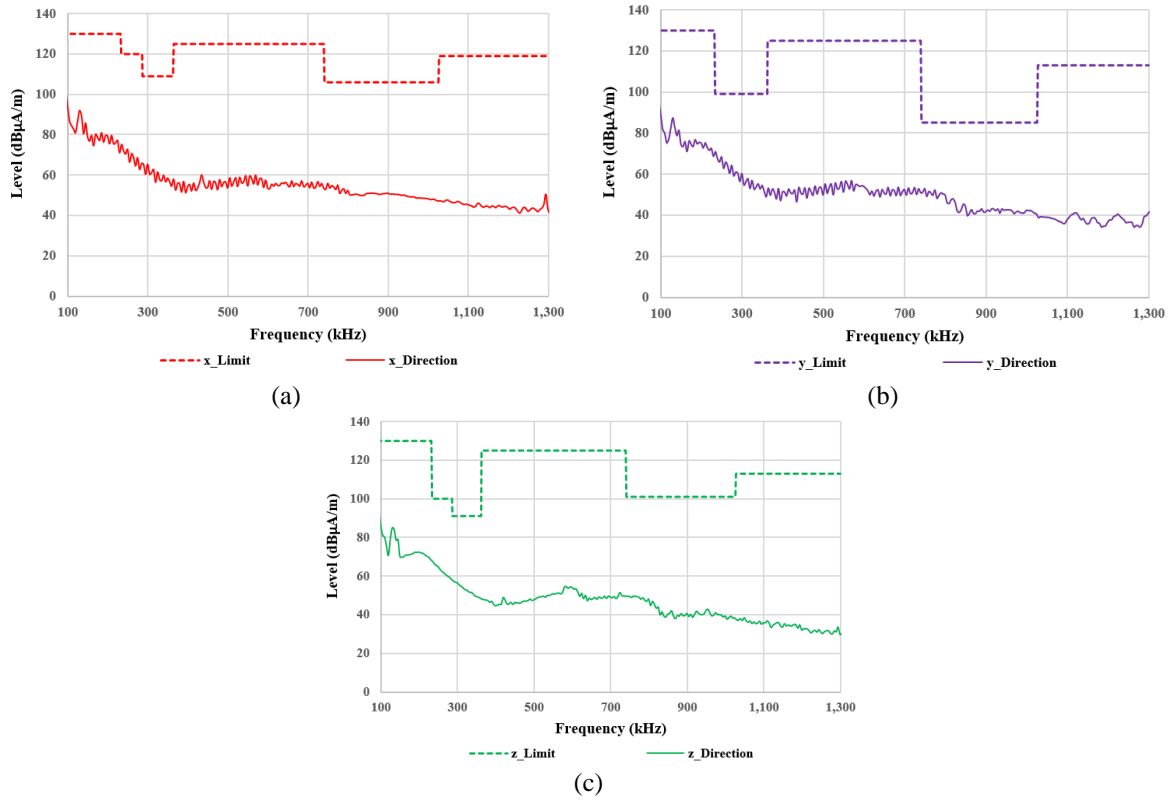 140
120
100
80
60
40
20
0
Level (dBµA/m)
100 300 500 700 900 1,100 1,300
Frequency (kHz)
x_Limit x_Direction
(a)
140
120
100
80
60
40
20
0
Level (dBµA/m)
100 300 500 700 900 1,100 1,300
Frequency (kHz)
y_Limit y_Direction
(b)
140
120
100
80
60
40
20
0
Level (dBµA/m)
100 300 500 700 900 1,100 1,300
Frequency (kHz)
z_Limit z_Direction
(c)